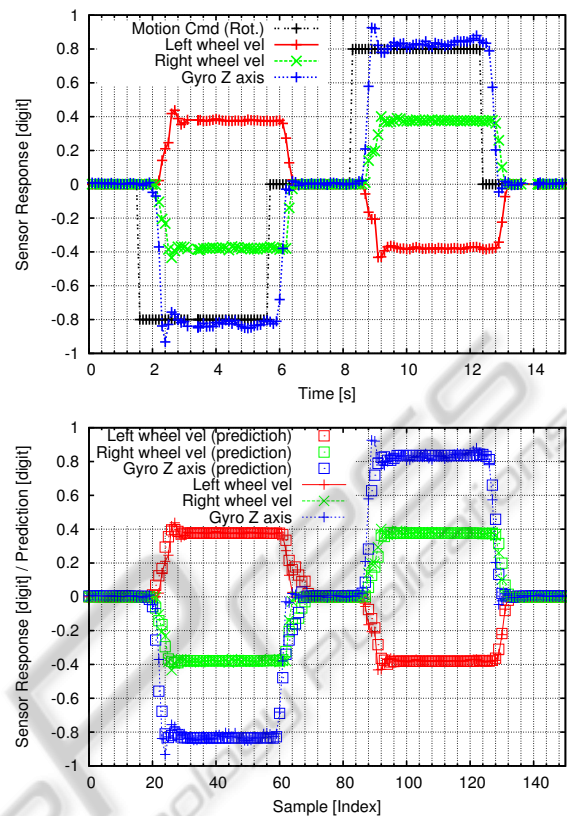 Motion Cmd (Rot.)
Left wheel vel
Right wheel vel
Gyro Z axis
1
0.8
0.6
0.4
0.2
0
-0.2
-0.4
-0.6
-0.8
-1
Sensor Response [digit]
0 2 4 6 8 10 12 14
Time [s]
Left wheel vel (prediction)
Right wheel vel (prediction)
Gyro Z axis (prediction)
Left wheel vel
Right wheel vel
Gyro Z axis
1
0.8
0.6
0.4
0.2
0
-0.2
-0.4
-0.6
-0.8
-1
Sensor Response [digit] / Prediction [digit]
0 20 40 60 80 100 120 140
Sample [Index]